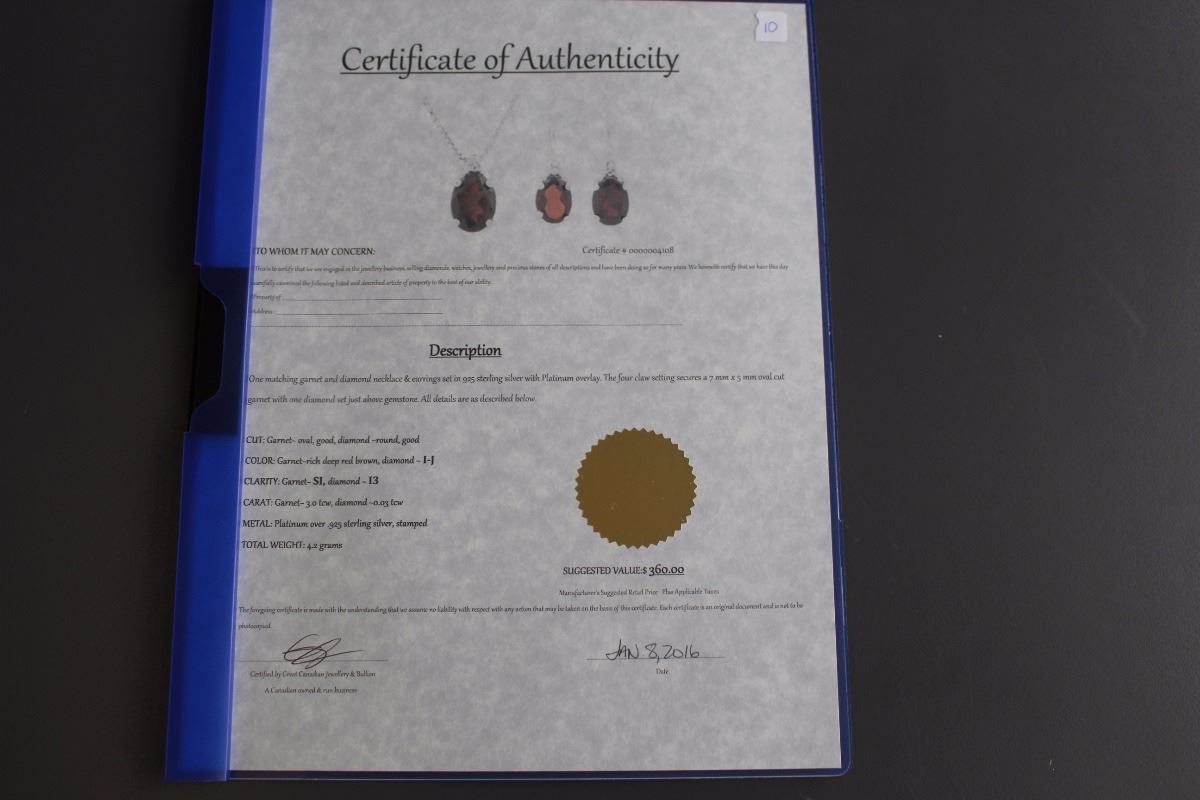 10
Certificate of Authenticity
TO WHOM IT MAY CONCERN:
Certificate # 0000004108
This is to certify that we are engaged in the jewellery business, selling diamonds, watches, jewellery and precious stones of all descriptions and have been doing so for many years. We herewith certify that we have this day
carefully examined the following listed and described article of property to the best of our ability.
Property of
Address:
Description
One matching garnet and diamond necklace & earrings set in 925 sterling silver with Platinum overlay. The four claw setting secures a 7 mm x 5 mm oval cut
garnet with one diamond set just above gemstone. All details are as described below.
CUT: Garnet- oval, good, diamond -round, good
COLOR: Garnet-rich deep red brown, diamond - I-J
CLARITY: Garnet- SI, diamond - I3
CARAT: Garnet- 3.0 tcw, diamond -0.03 tcw
METAL: Platinum over .925 sterling silver, stamped
TOTAL WEIGHT: 4.2 grams
SUGGESTED VALUE:$ 360.00
Manufacturer's Suggested Retail Price Plus Applicable Taxes
The foregoing certificate is made with the understanding that we assume no liability with respect with any action that may be taken on the basis of this certificate. Each certificate is an original document and is not to be
photocopied.
JAN 8, 2016
Certified by Great Canadian Jewellery & Bullion
Date
A Canadian owned & run business